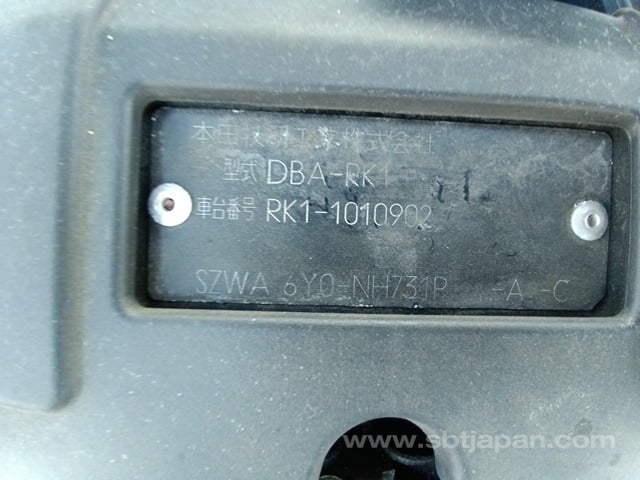 本田技研工業株式会社
型式 DBA-RK1
車台番号 RK1-1010902
SZWA 6Y0-NH731P -A -C
www.sbtjapan.com